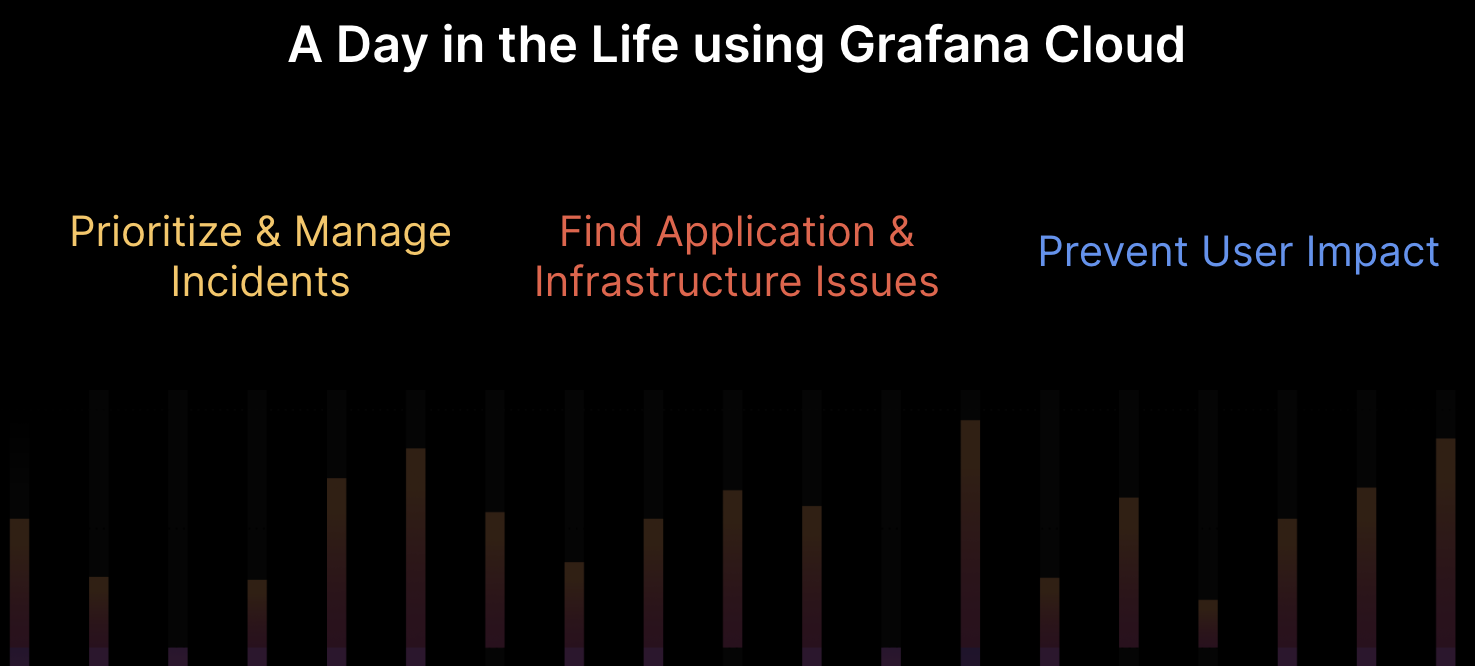 A Day in the Life using Grafana Cloud
Prioritize & Manage
Incidents
Find Application &
Infrastructure Issues
Prevent User Impact